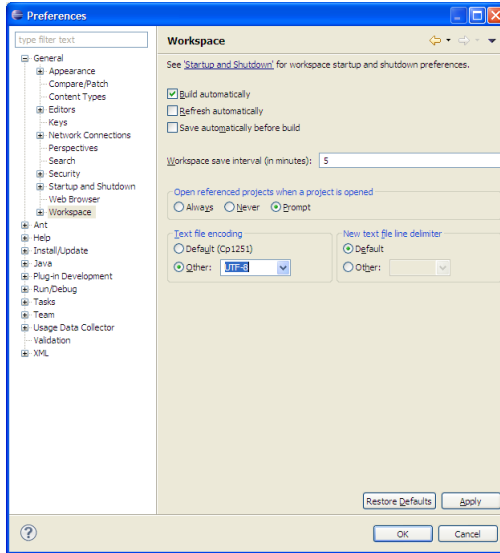 Preferences
type filter text
General
Appearance
Compare/Patch
Content Types
Editors
Keys
Network Connections
Perspectives
Search
Security
Startup and Shutdown
Web Browser
Workspace
Ant
Help
Install/Update
Java
Plug-in Development
Run/Debug
Tasks
Team
Usage Data Collector
Validation
XML
Workspace
See 'Startup and Shutdown' for workspace startup and shutdown preferences.
Build automatically
Refresh automatically
Save automatically before build
Workspace save interval (in minutes): 5
Open referenced projects when a project is opened
Always Never Prompt
Text file encoding
Default (Cp1251)
Other: UTF-8
New text file line delimiter
Default
Other:
Restore Defaults Apply
? OK Cancel